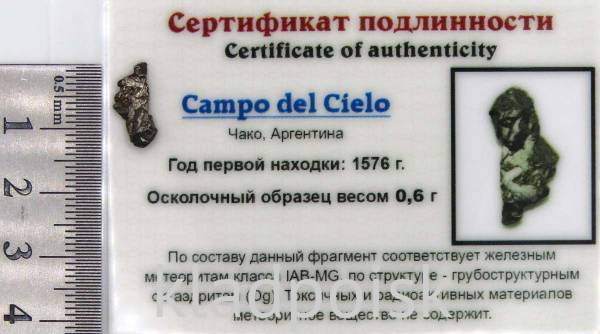 Сертификат подлинности
Certificate of authenticity
Campo del Cielo
Чако, Аргентина
Год первой находки: 1576 г.
Осколочный образец весом 0,6 г
По составу данный фрагмент соответствует железным
метеоритам класса IAB-MG, по структуре - грубоструктурным
октаэдритом (Og). Токсичных и радиоактивных материалов
метеоритное вещество не содержит.
0.5 mm
1
2
3
4